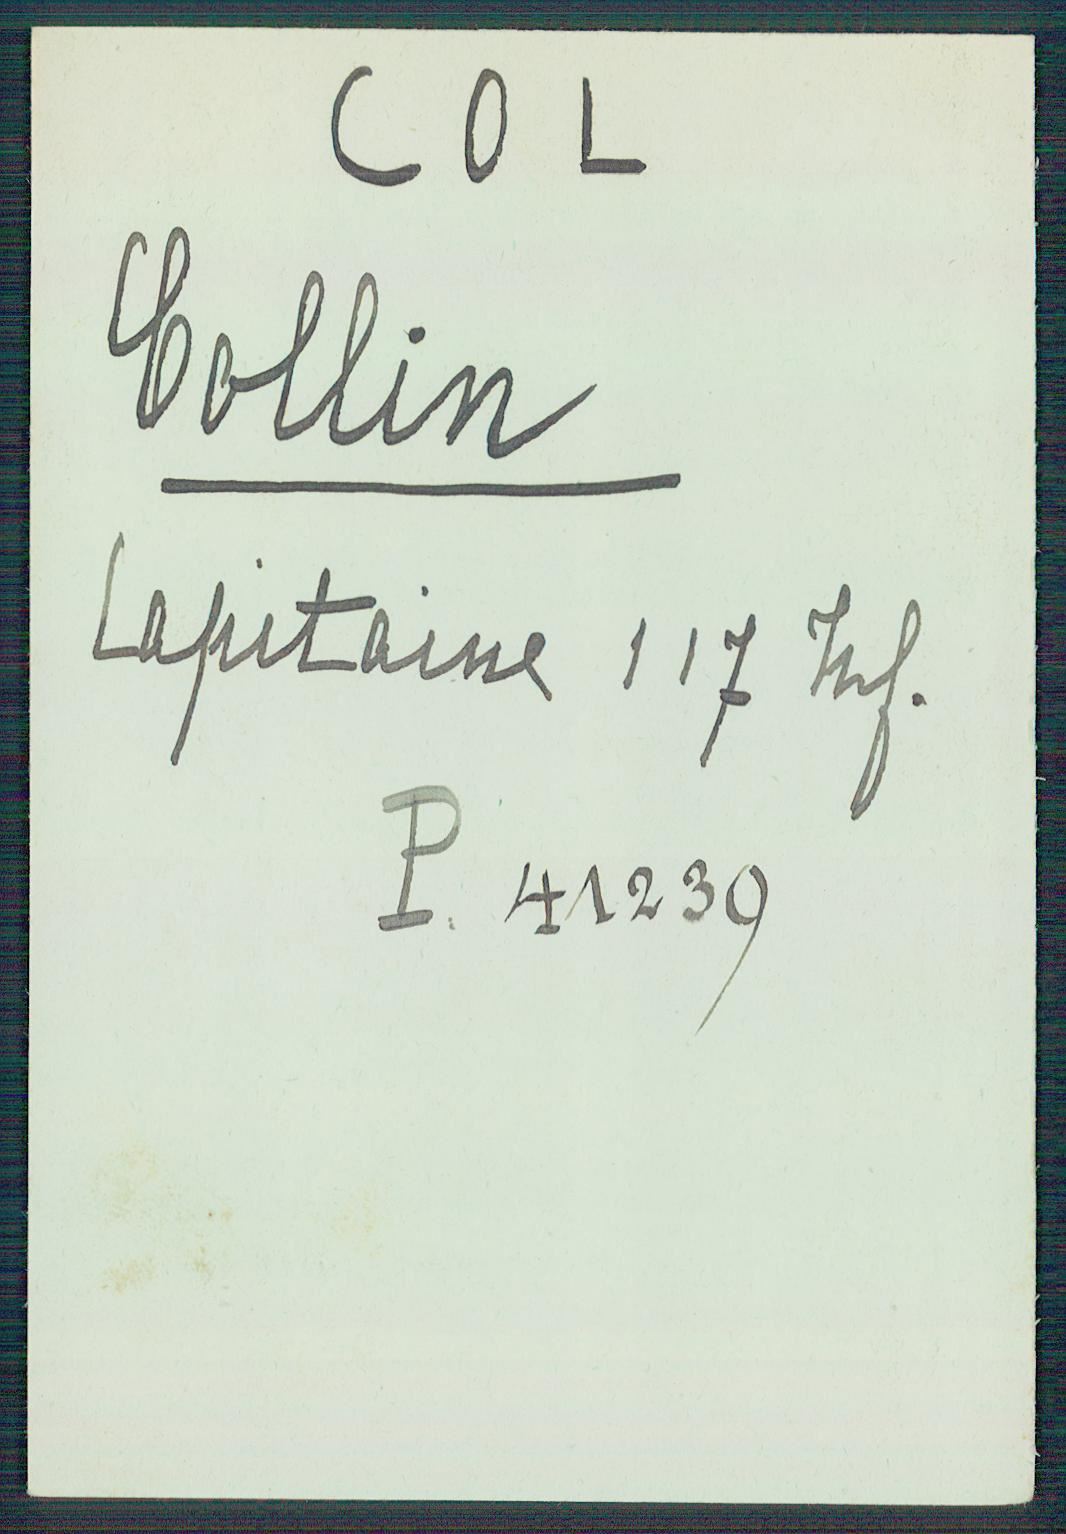 COL
Collin
Capitaine 117 Inf.
P. 41239